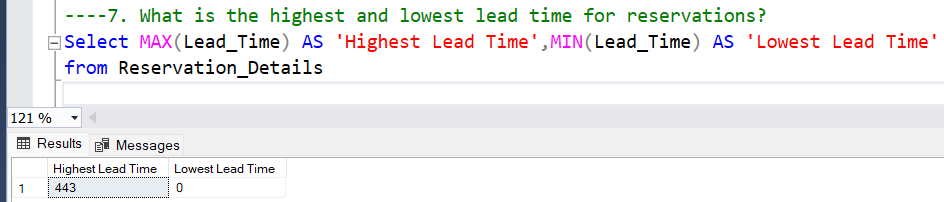 ----7. What is the highest and lowest lead time for reservations?
Select MAX(Lead_Time) AS 'Highest Lead Time',MIN(Lead_Time) AS 'Lowest Lead Time'
from Reservation_Details
121 %
Results Messages
Highest Lead Time Lowest Lead Time
1 443 0